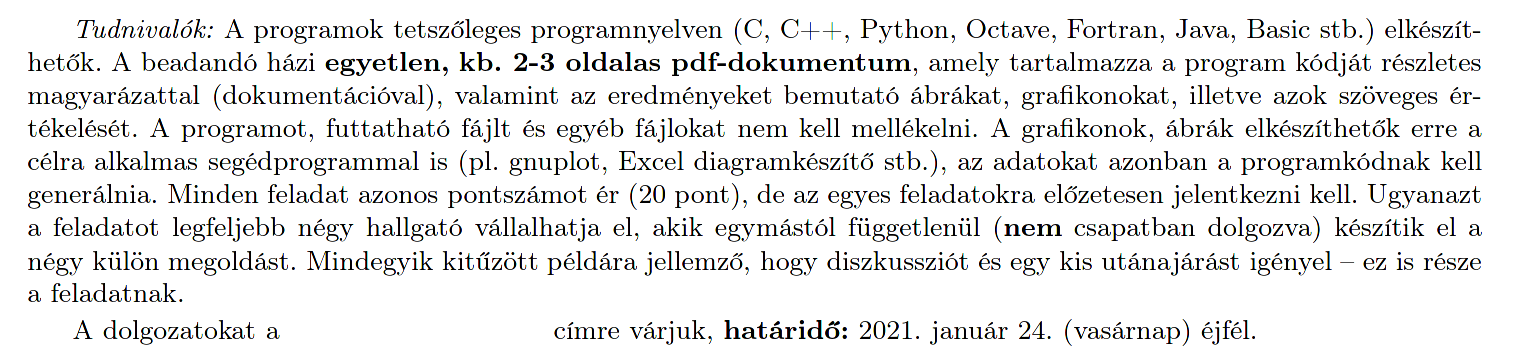 Tudnivalók: A programok tetszőleges programnyelven (C, C++, Python, Octave, Fortran, Java, Basic stb.) elkészít-
hetők. A beadandó házi egyetlen, kb. 2-3 oldalas pdf-dokumentum, amely tartalmazza a program kódját részletes
magyarázattal (dokumentációval), valamint az eredményeket bemutató ábrákat, grafikonokat, illetve azok szöveges ér-
tékelését. A programot, futtatható fájlt és egyéb fájlokat nem kell mellékelni. A grafikonok, ábrák elkészíthetők erre a
célra alkalmas segédprogrammal is (pl. gnuplot, Excel diagramkészítő stb.), az adatokat azonban a programkódnak kell
generálnia. Minden feladat azonos pontszámot ér (20 pont), de az egyes feladatokra előzetesen jelentkezni kell. Ugyanazt
a feladatot legfeljebb négy hallgató vállalhatja el, akik egymástól függetlenül (nem csapatban dolgozva) készítik el a
négy külön megoldást. Mindegyik kitűzött példára jellemző, hogy diszkussziót és egy kis utánajárást igényel – ez is része
a feladatnak.
A dolgozatokat a címre várjuk, határidő: 2021. január 24. (vasárnap) éjfél.